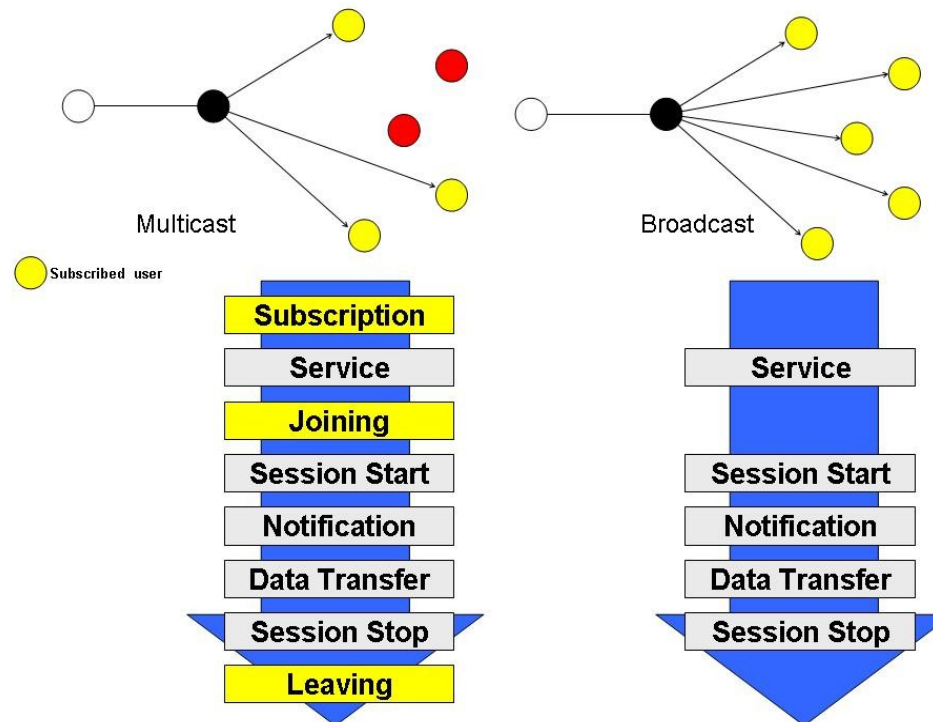 Multicast
Broadcast
Subscribed user
Subscription
Service
Joining
Session Start
Notification
Data Transfer
Session Stop
Leaving
Service
Session Start
Notification
Data Transfer
Session Stop